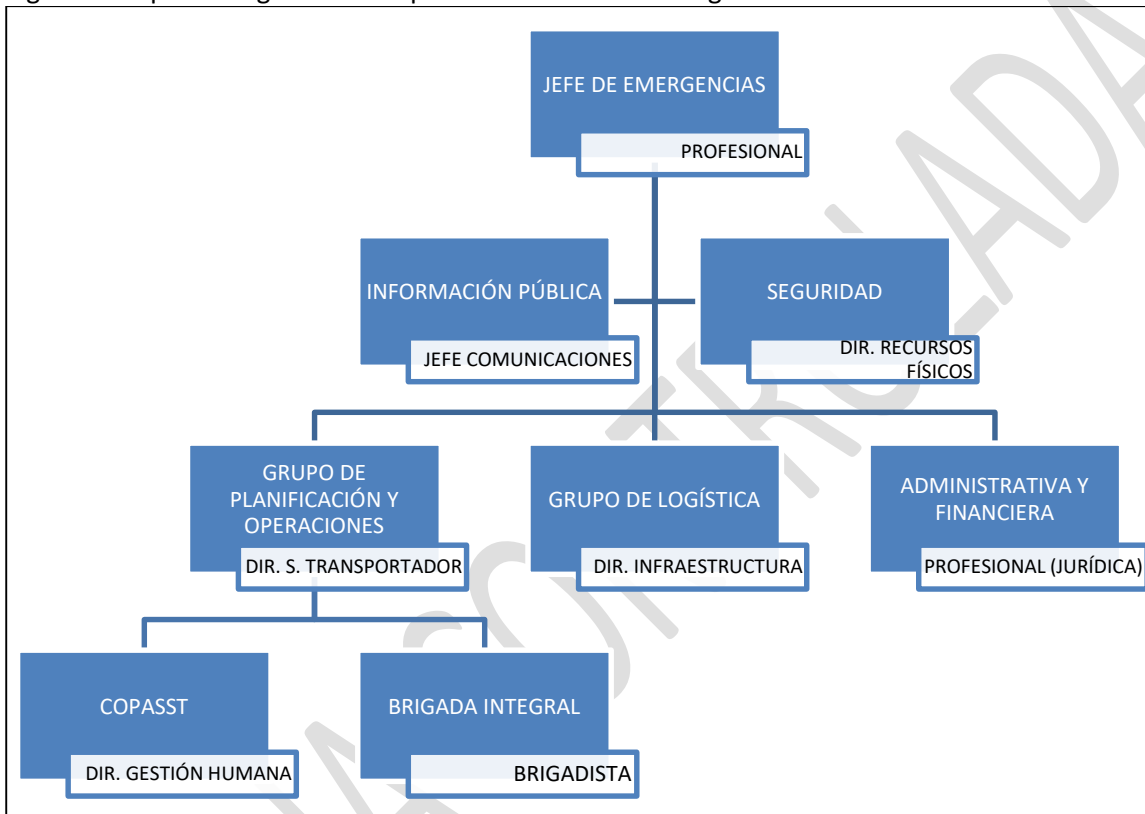 JEFE DE EMERGENCIAS
PROFESIONAL
INFORMACIÓN PÚBLICA
JEFE COMUNICACIONES
SEGURIDAD
DIR. RECURSOS
FÍSICOS
GRUPO DE
PLANIFICACIÓN Y
OPERACIONES
DIR. S. TRANSPORTADOR
GRUPO DE LOGÍSTICA
DIR. INFRAESTRUCTURA
ADMINISTRATIVA Y
FINANCIERA
PROFESIONAL (JURÍDICA)
COPASST
DIR. GESTIÓN HUMANA
BRIGADA INTEGRAL
BRIGADISTA